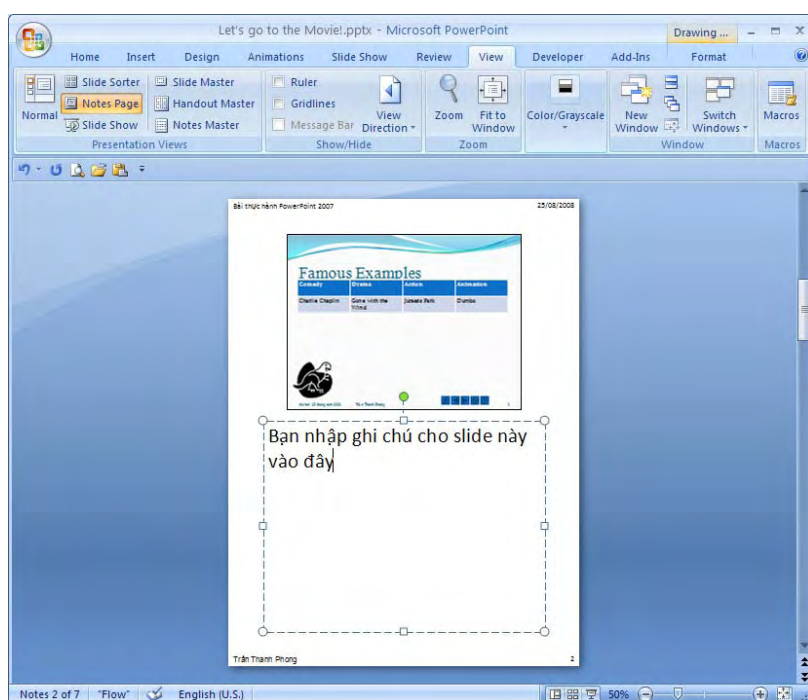 Let's go to the Movie!.pptx - Microsoft PowerPoint
Drawing ...
Home Insert Design Animations Slide Show Review View Developer Add-Ins Format
Normal
Slide Sorter
Notes Page
Slide Show
Slide Master
Handout Master
Notes Master
Presentation Views
Ruler
Gridlines
Message Bar
View
Direction
Show/Hide
Zoom
Fit to
Window
Zoom
Color/Grayscale
New
Window
Switch
Windows
Window
Macros
Macros
Bài thực hành PowerPoint 2007
25/08/2008
Famous Examples
Comedy Drama Action Animation
Charlie Chaplin Gone with the Jurassic Park Dumbo
Wind
Bạn nhập ghi chú cho slide này
vào đây
Trần Thanh Phong
2
Notes 2 of 7 "Flow" English (U.S.) 50%